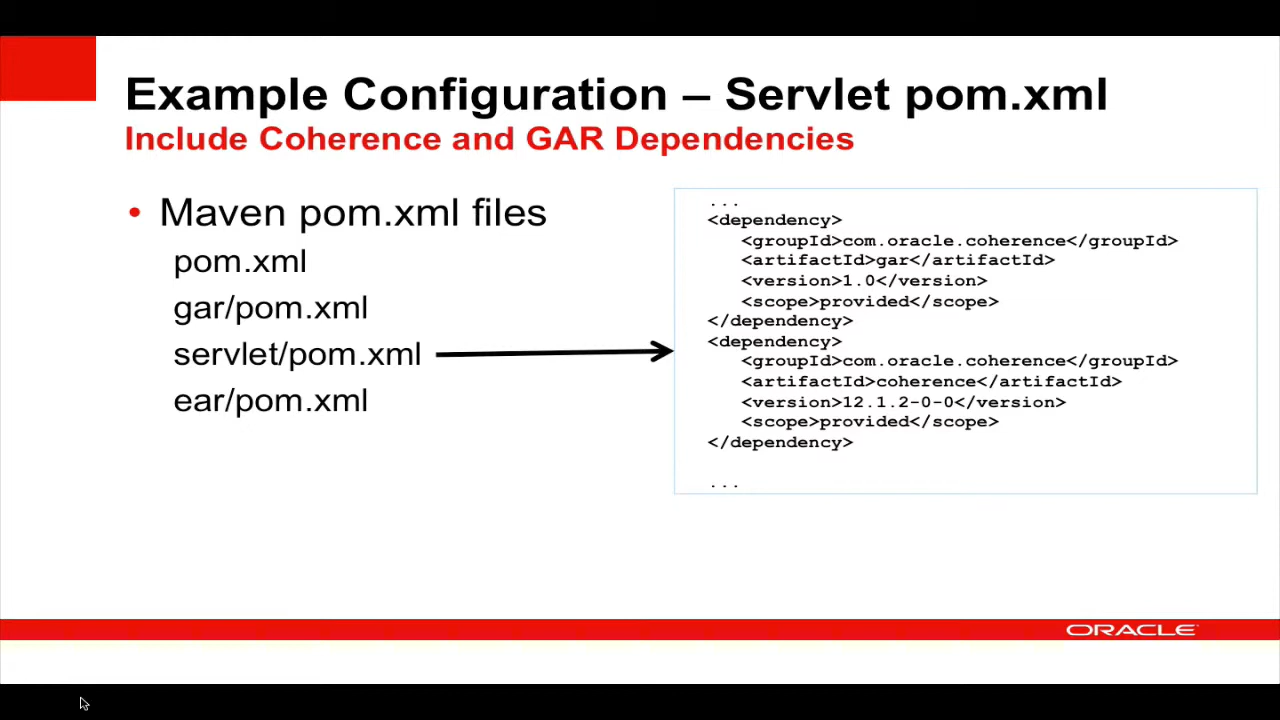 Example Configuration – Servlet pom.xml
Include Coherence and GAR Dependencies
• Maven pom.xml files
pom.xml
gar/pom.xml
servlet/pom.xml
ear/pom.xml
...
<dependency>
<groupId>com.oracle.coherence</groupId>
<artifactId>gar</artifactId>
<version>1.0</version>
<scope>provided</scope>
</dependency>
<dependency>
<groupId>com.oracle.coherence</groupId>
<artifactId>coherence</artifactId>
<version>12.1.2-0-0</version>
<scope>provided</scope>
</dependency>
...
ORACLE